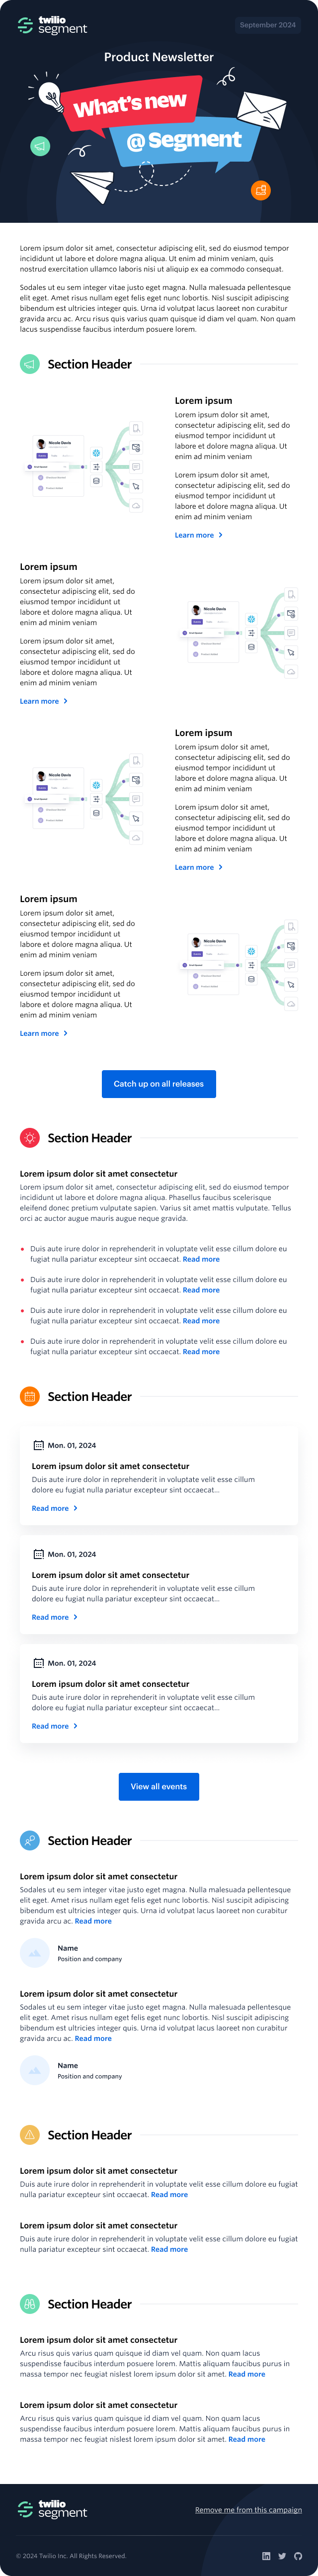 twilio
segment
September 2024
Product Newsletter
What's new
@ Segment
Lorem ipsum dolor sit amet, consectetur adipiscing elit, sed do eiusmod tempor
incididunt ut labore et dolore magna aliqua. Ut enim ad minim veniam, quis
nostrud exercitation ullamco laboris nisi ut aliquip ex ea commodo consequat.
Sodales ut eu sem integer vitae justo eget magna. Nulla malesuada pellentesque
elit eget. Amet risus nullam eget felis eget nunc lobortis. Nisl suscipit adipiscing
bibendum est ultricies integer quis. Urna id volutpat lacus laoreet non curabitur
gravida arcu ac. Arcu risus quis varius quam quisque id diam vel quam. Non quam
lacus suspendisse faucibus interdum posuere lorem.
Section Header
Nicole Davis
Lorem ipsum
Lorem ipsum dolor sit amet,
consectetur adipiscing elit, sed do
eiusmod tempor incididunt ut
labore et dolore magna aliqua. Ut
enim ad minim veniam
Lorem ipsum dolor sit amet,
consectetur adipiscing elit, sed do
eiusmod tempor incididunt ut
labore et dolore magna aliqua. Ut
enim ad minim veniam
Learn more
Lorem ipsum
Lorem ipsum dolor sit amet,
consectetur adipiscing elit, sed do
eiusmod tempor incididunt ut
labore et dolore magna aliqua. Ut
enim ad minim veniam
Lorem ipsum dolor sit amet,
consectetur adipiscing elit, sed do
eiusmod tempor incididunt ut
labore et dolore magna aliqua. Ut
enim ad minim veniam
Learn more
Nicole Davis
Nicole Davis
Lorem ipsum
Lorem ipsum dolor sit amet,
consectetur adipiscing elit, sed do
eiusmod tempor incididunt ut
labore et dolore magna aliqua. Ut
enim ad minim veniam
Lorem ipsum dolor sit amet,
consectetur adipiscing elit, sed do
eiusmod tempor incididunt ut
labore et dolore magna aliqua. Ut
enim ad minim veniam
Learn more
Lorem ipsum
Lorem ipsum dolor sit amet,
consectetur adipiscing elit, sed do
eiusmod tempor incididunt ut
labore et dolore magna aliqua. Ut
enim ad minim veniam
Lorem ipsum dolor sit amet,
consectetur adipiscing elit, sed do
eiusmod tempor incididunt ut
labore et dolore magna aliqua. Ut
enim ad minim veniam
Learn more
Nicole Davis
Catch up on all releases
Section Header
Lorem ipsum dolor sit amet consectetur
Lorem ipsum dolor sit amet, consectetur adipiscing elit, sed do eiusmod tempor
incididunt ut labore et dolore magna aliqua. Phasellus faucibus scelerisque
eleifend donec pretium vulputate sapien. Varius sit amet mattis vulputate. Tellus
orci ac auctor augue mauris augue neque gravida.
Duis aute irure dolor in reprehenderit in voluptate velit esse cillum dolore eu
fugiat nulla pariatur excepteur sint occaecat. Read more
Duis aute irure dolor in reprehenderit in voluptate velit esse cillum dolore eu
fugiat nulla pariatur excepteur sint occaecat. Read more
Duis aute irure dolor in reprehenderit in voluptate velit esse cillum dolore eu
fugiat nulla pariatur excepteur sint occaecat. Read more
Duis aute irure dolor in reprehenderit in voluptate velit esse cillum dolore eu
fugiat nulla pariatur excepteur sint occaecat. Read more
Section Header
Mon. 01, 2024
Lorem ipsum dolor sit amet consectetur
Duis aute irure dolor in reprehenderit in voluptate velit esse cillum
dolore eu fugiat nulla pariatur excepteur sint occaecat...
Read more
Mon. 01, 2024
Lorem ipsum dolor sit amet consectetur
Duis aute irure dolor in reprehenderit in voluptate velit esse cillum
dolore eu fugiat nulla pariatur excepteur sint occaecat...
Read more
Mon. 01, 2024
Lorem ipsum dolor sit amet consectetur
Duis aute irure dolor in reprehenderit in voluptate velit esse cillum
dolore eu fugiat nulla pariatur excepteur sint occaecat...
Read more
View all events
Section Header
Lorem ipsum dolor sit amet consectetur
Sodales ut eu sem integer vitae justo eget magna. Nulla malesuada pellentesque
elit eget. Amet risus nullam eget felis eget nunc lobortis. Nisl suscipit adipiscing
bibendum est ultricies integer quis. Urna id volutpat lacus laoreet non curabitur
gravida arcu ac. Read more
Name
Position and company
Lorem ipsum dolor sit amet consectetur
Sodales ut eu sem integer vitae justo eget magna. Nulla malesuada pellentesque
elit eget. Amet risus nullam eget felis eget nunc lobortis. Nisl suscipit adipiscing
bibendum est ultricies integer quis. Urna id volutpat lacus laoreet non curabitur
gravida arcu ac. Read more
Name
Position and company
Section Header
Lorem ipsum dolor sit amet consectetur
Duis aute irure dolor in reprehenderit in voluptate velit esse cillum dolore eu fugiat
nulla pariatur excepteur sint occaecat. Read more
Lorem ipsum dolor sit amet consectetur
Duis aute irure dolor in reprehenderit in voluptate velit esse cillum dolore eu fugiat
nulla pariatur excepteur sint occaecat. Read more
Section Header
Lorem ipsum dolor sit amet consectetur
Arcu risus quis varius quam quisque id diam vel quam. Non quam lacus
suspendisse faucibus interdum posuere lorem. Mattis aliquam faucibus purus in
massa tempor nec feugiat nislest lorem ipsum dolor sit amet. Read more
Lorem ipsum dolor sit amet consectetur
Arcu risus quis varius quam quisque id diam vel quam. Non quam lacus
suspendisse faucibus interdum posuere lorem. Mattis aliquam faucibus purus in
massa tempor nec feugiat nislest lorem ipsum dolor sit amet. Read more
twilio
segment
Remove me from this campaign
© 2024 Twilio Inc. All Rights Reserved.